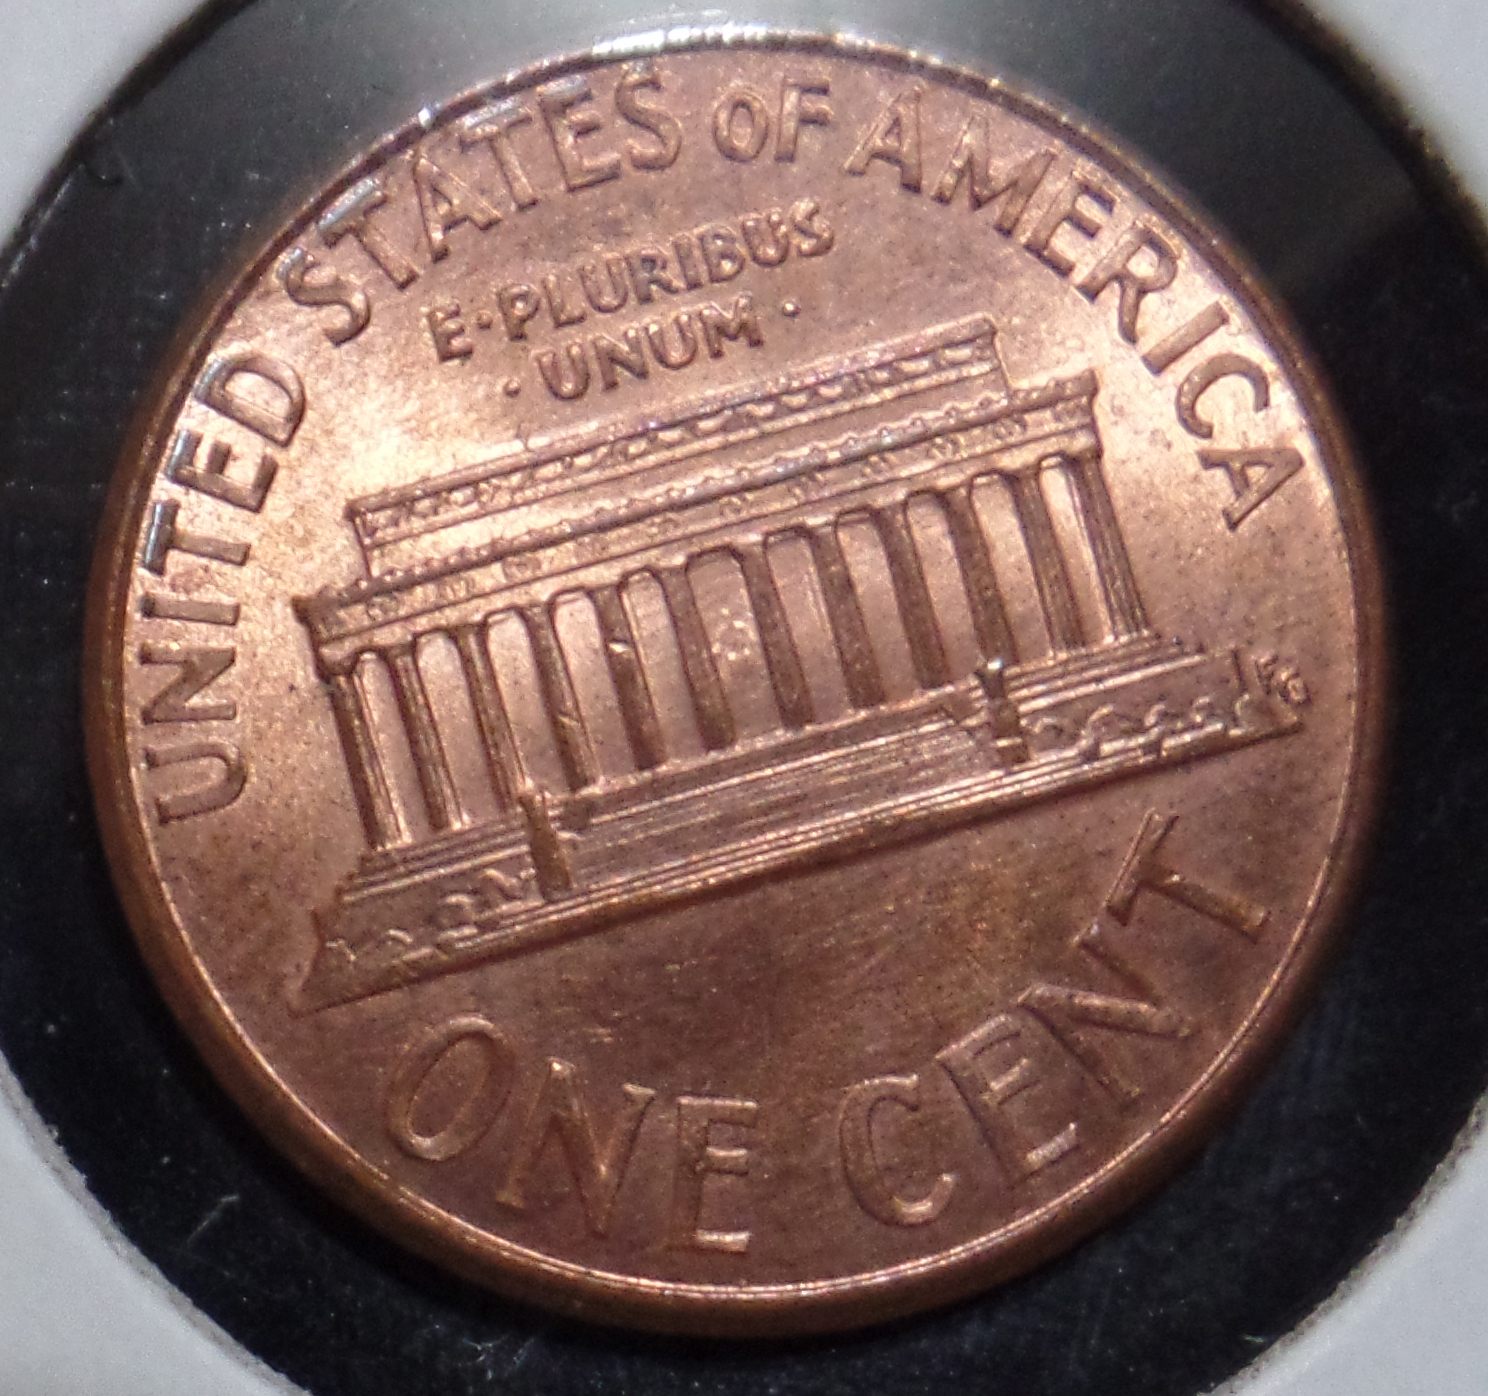 UNITED STATES OF AMERICA
E·PLURIBUS
·UNUM·
ONE CENT